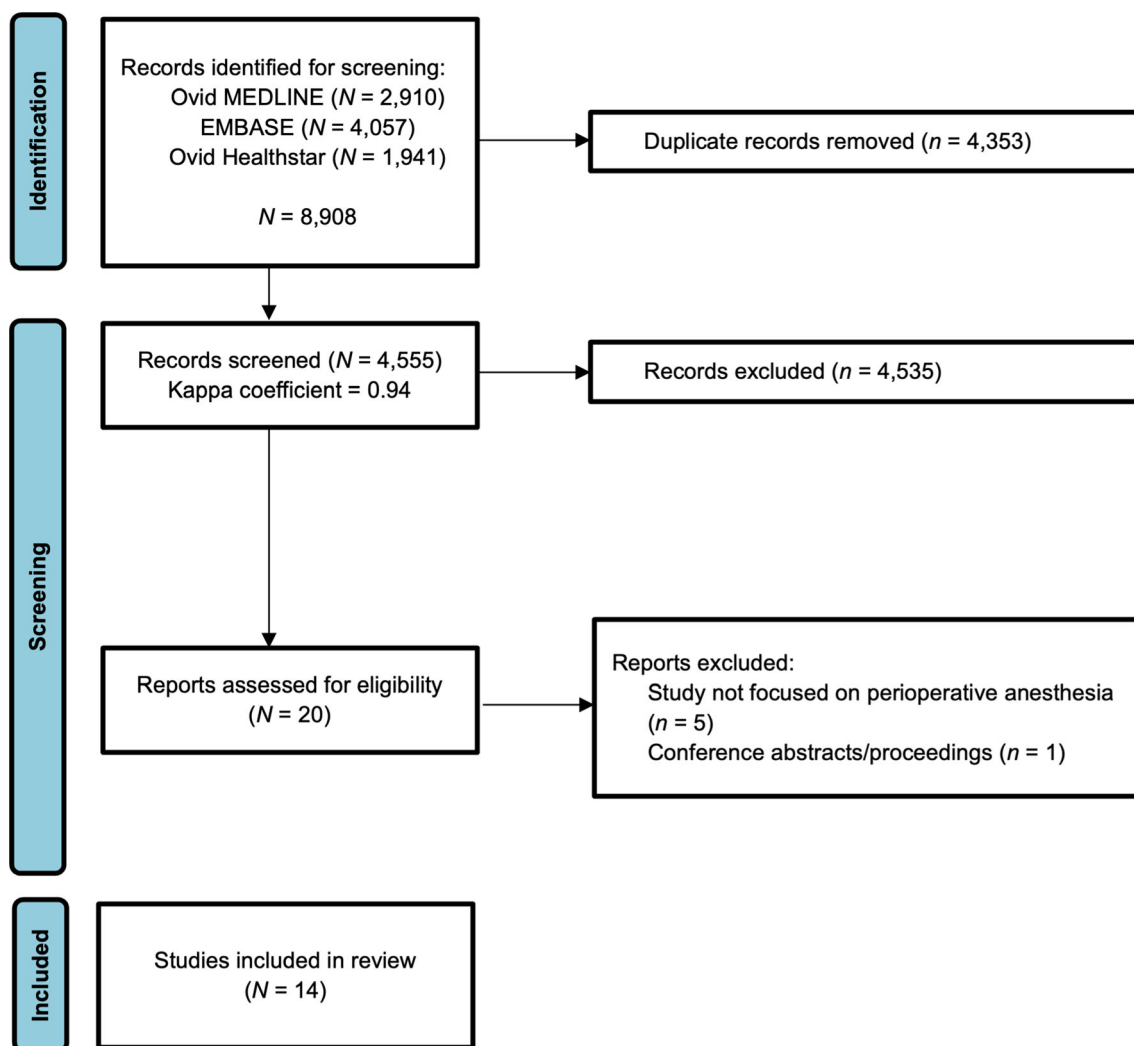 Identification
Records identified for screening:
Ovid MEDLINE (N = 2,910)
EMBASE (N = 4,057)
Ovid Healthstar (N = 1,941)
N = 8,908
Duplicate records removed (n = 4,353)
Screening
Records screened (N = 4,555)
Kappa coefficient = 0.94
Records excluded (n = 4,535)
Reports assessed for eligibility
(N = 20)
Reports excluded:
Study not focused on perioperative anesthesia
(n = 5)
Conference abstracts/proceedings (n = 1)
Included
Studies included in review
(N = 14)